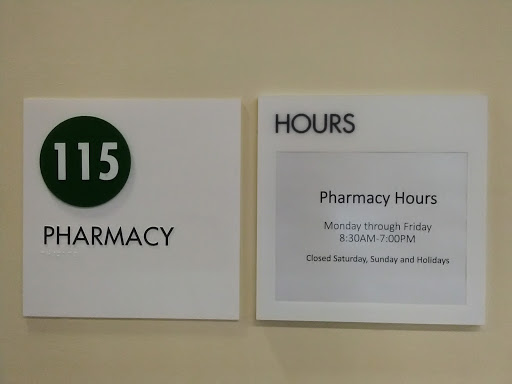 115
PHARMACY
HOURS
Pharmacy Hours
Monday through Friday
8:30AM-7:00PM
Closed Saturday, Sunday and Holidays